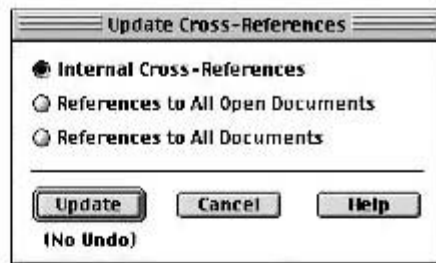 Update Cross-References
Internal Cross-References
References to All Open Documents
References to All Documents
Update Cancel Help
(No Undo)